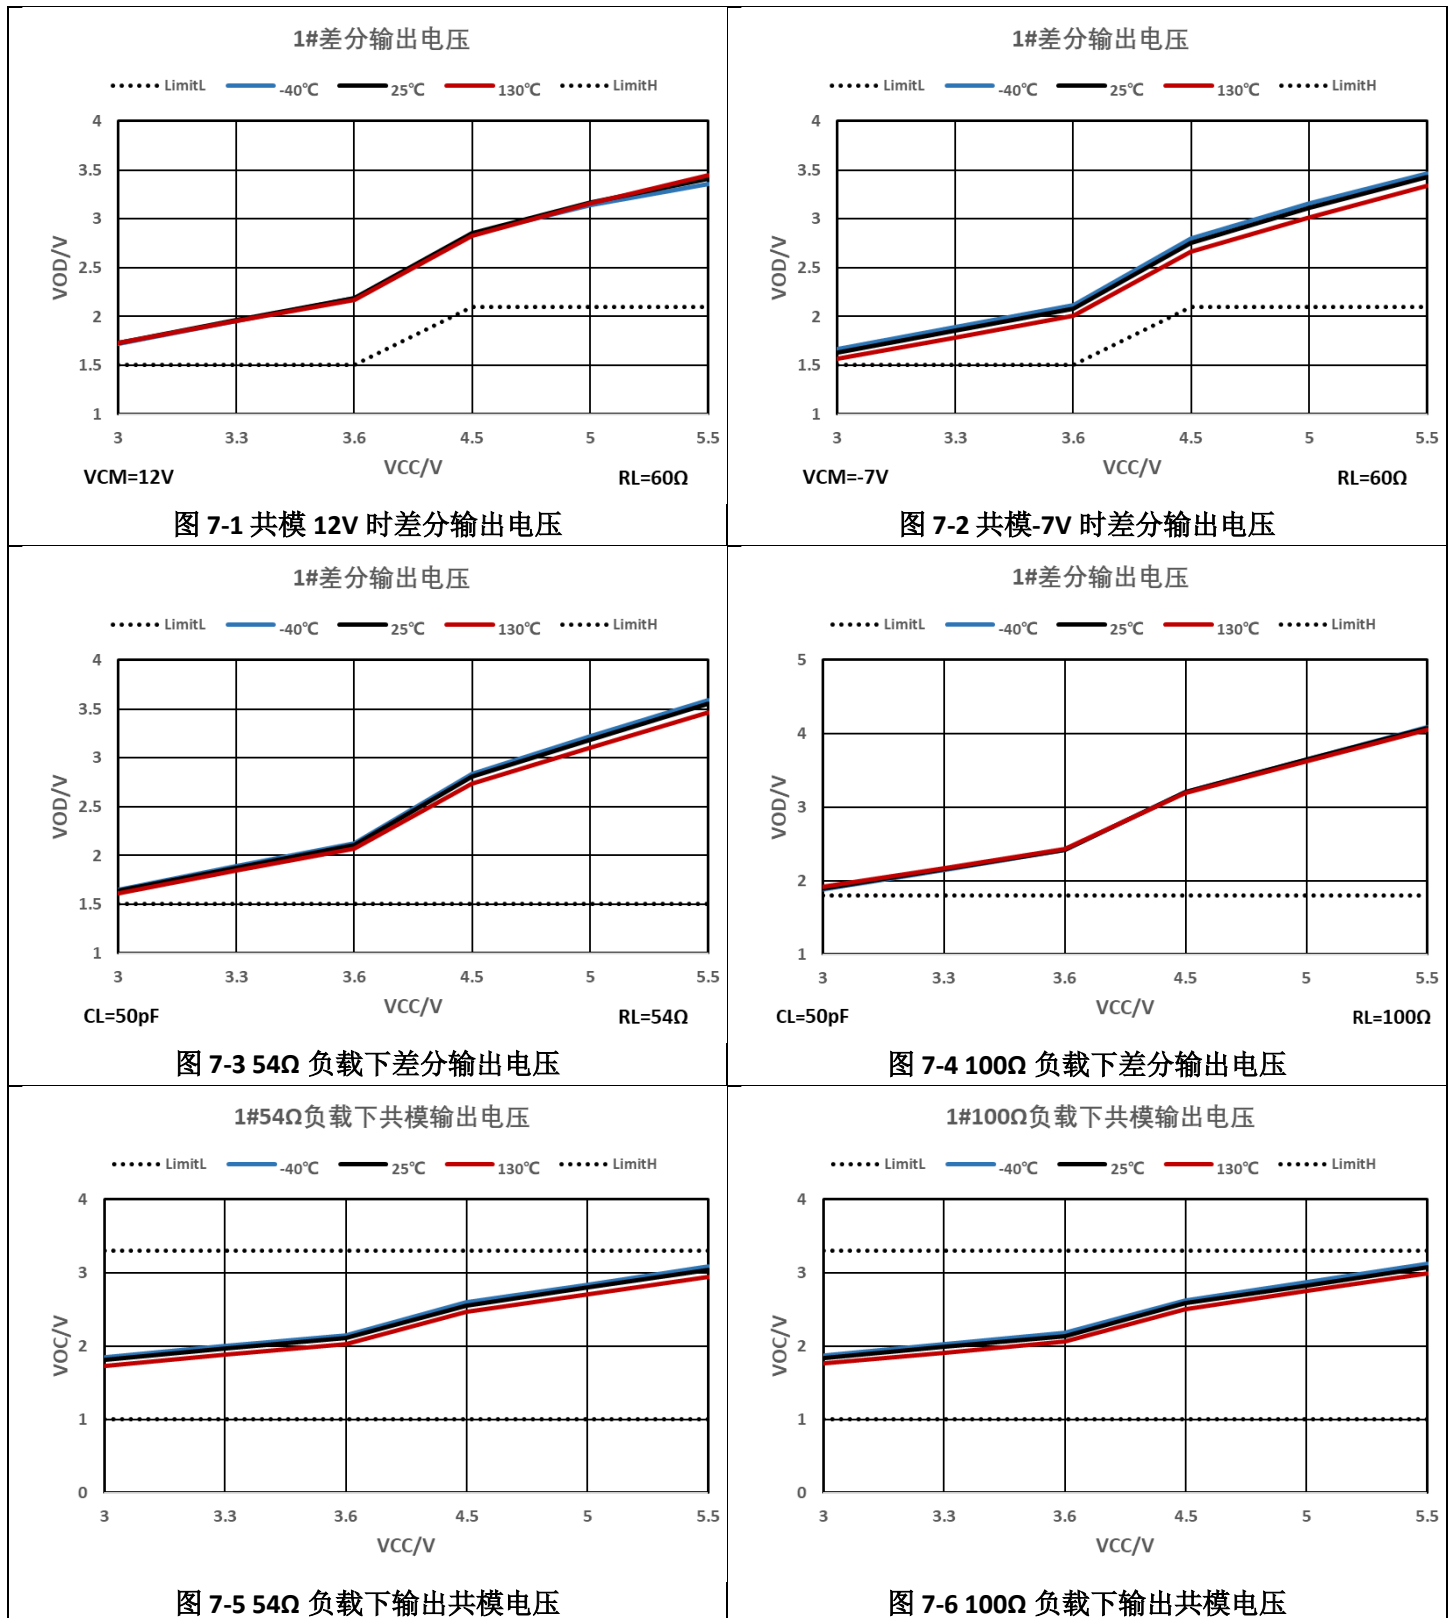 1#差分输出电压
LimitL -40℃ 25℃ 130℃ LimitH
4
3.5
3
2.5
2
1.5
1
VOD/V
3 3.3 3.6 4.5 5 5.5
VCC/V
VCM=12V RL=60Ω
图 7-1 共模 12V 时差分输出电压
1#差分输出电压
LimitL -40℃ 25℃ 130℃ LimitH
4
3.5
3
2.5
2
1.5
1
VOD/V
3 3.3 3.6 4.5 5 5.5
VCC/V
VCM=-7V RL=60Ω
图 7-2 共模-7V 时差分输出电压
1#差分输出电压
LimitL -40℃ 25℃ 130℃ LimitH
4
3.5
3
2.5
2
1.5
1
VOD/V
3 3.3 3.6 4.5 5 5.5
VCC/V
CL=50pF RL=54Ω
图 7-3 54Ω 负载下差分输出电压
1#差分输出电压
LimitL -40℃ 25℃ 130℃ LimitH
5
4
3
2
1
VOD/V
3 3.3 3.6 4.5 5 5.5
VCC/V
CL=50pF RL=100Ω
图 7-4 100Ω 负载下差分输出电压
1#54Ω负载下共模输出电压
LimitL -40℃ 25℃ 130℃ LimitH
4
3
2
1
0
VOC/V
3 3.3 3.6 4.5 5 5.5
VCC/V
图 7-5 54Ω 负载下输出共模电压
1#100Ω负载下共模输出电压
LimitL -40℃ 25℃ 130℃ LimitH
4
3
2
1
0
VOC/V
3 3.3 3.6 4.5 5 5.5
VCC/V
图 7-6 100Ω 负载下输出共模电压